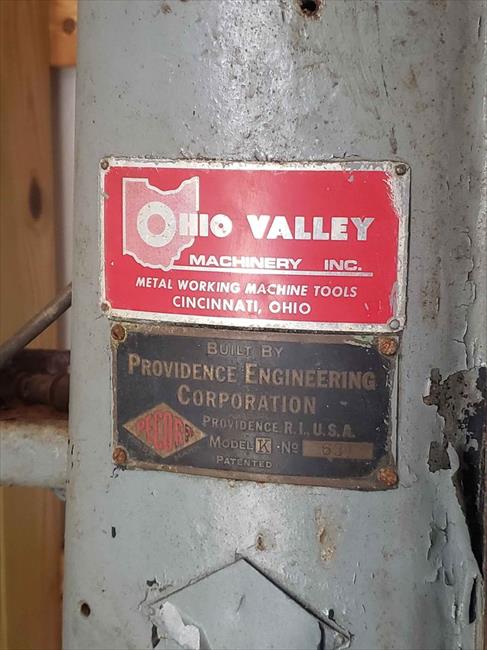 OHIO VALLEY
MACHINERY INC.
METAL WORKING MACHINE TOOLS
CINCINNATI, OHIO
BUILT BY
PROVIDENCE ENGINEERING
CORPORATION
PROVIDENCE, R.I., U.S.A.
MODEL K - No
PATENTED